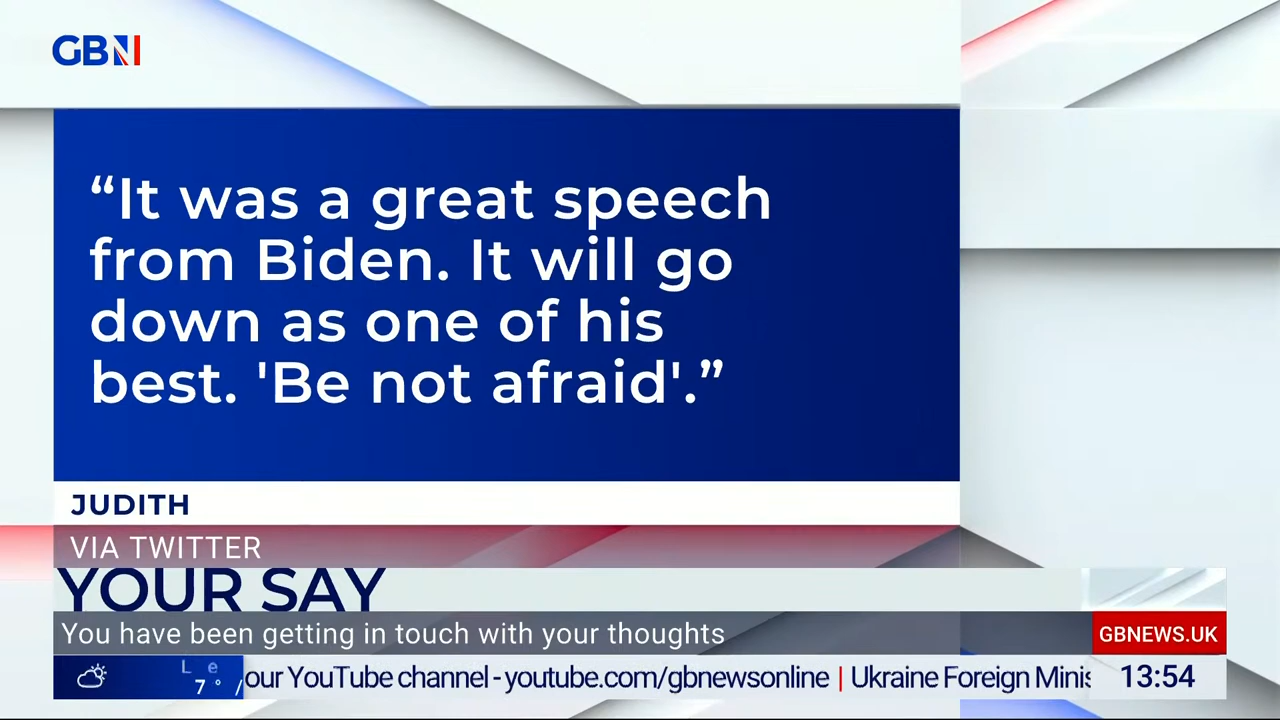 GBN
“It was a great speech
from Biden. It will go
down as one of his
best. 'Be not afraid'.”
JUDITH
VIA TWITTER
YOUR SAY
You have been getting in touch with your thoughts
GBNEWS.UK
7°
our YouTube channel - youtube.com/gbnewsonline | Ukraine Foreign Minis
13:54